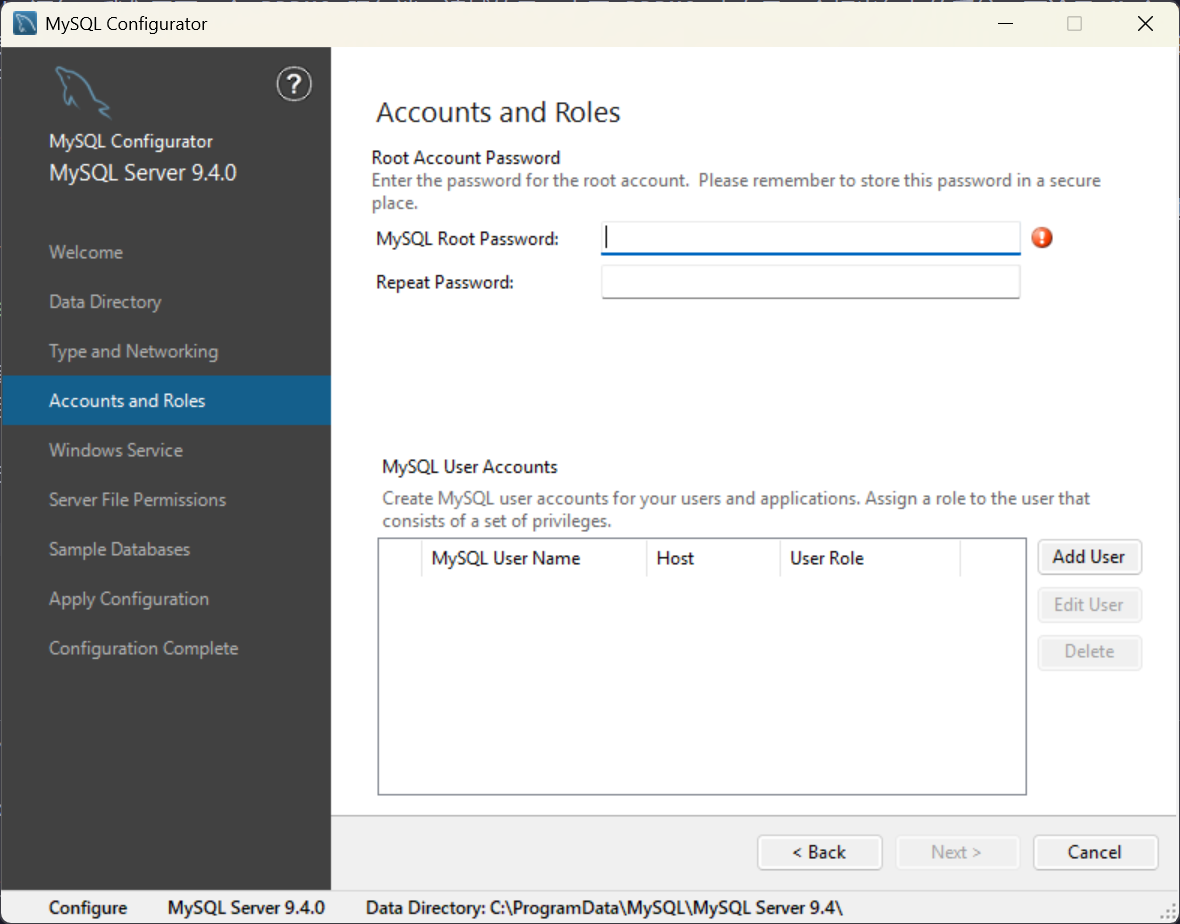 MySQL Configurator
MySQL Configurator
MySQL Server 9.4.0
Welcome
Data Directory
Type and Networking
Accounts and Roles
Windows Service
Server File Permissions
Sample Databases
Apply Configuration
Configuration Complete
Accounts and Roles
Root Account Password
Enter the password for the root account.  Please remember to store this password in a secure
place.
MySQL Root Password:
Repeat Password:
MySQL User Accounts
Create MySQL user accounts for your users and applications. Assign a role to the user that
consists of a set of privileges.
MySQL User Name Host User Role
Add User
Edit User
Delete
< Back Next > Cancel
Configure MySQL Server 9.4.0 Data Directory: C:\ProgramData\MySQL\MySQL Server 9.4\